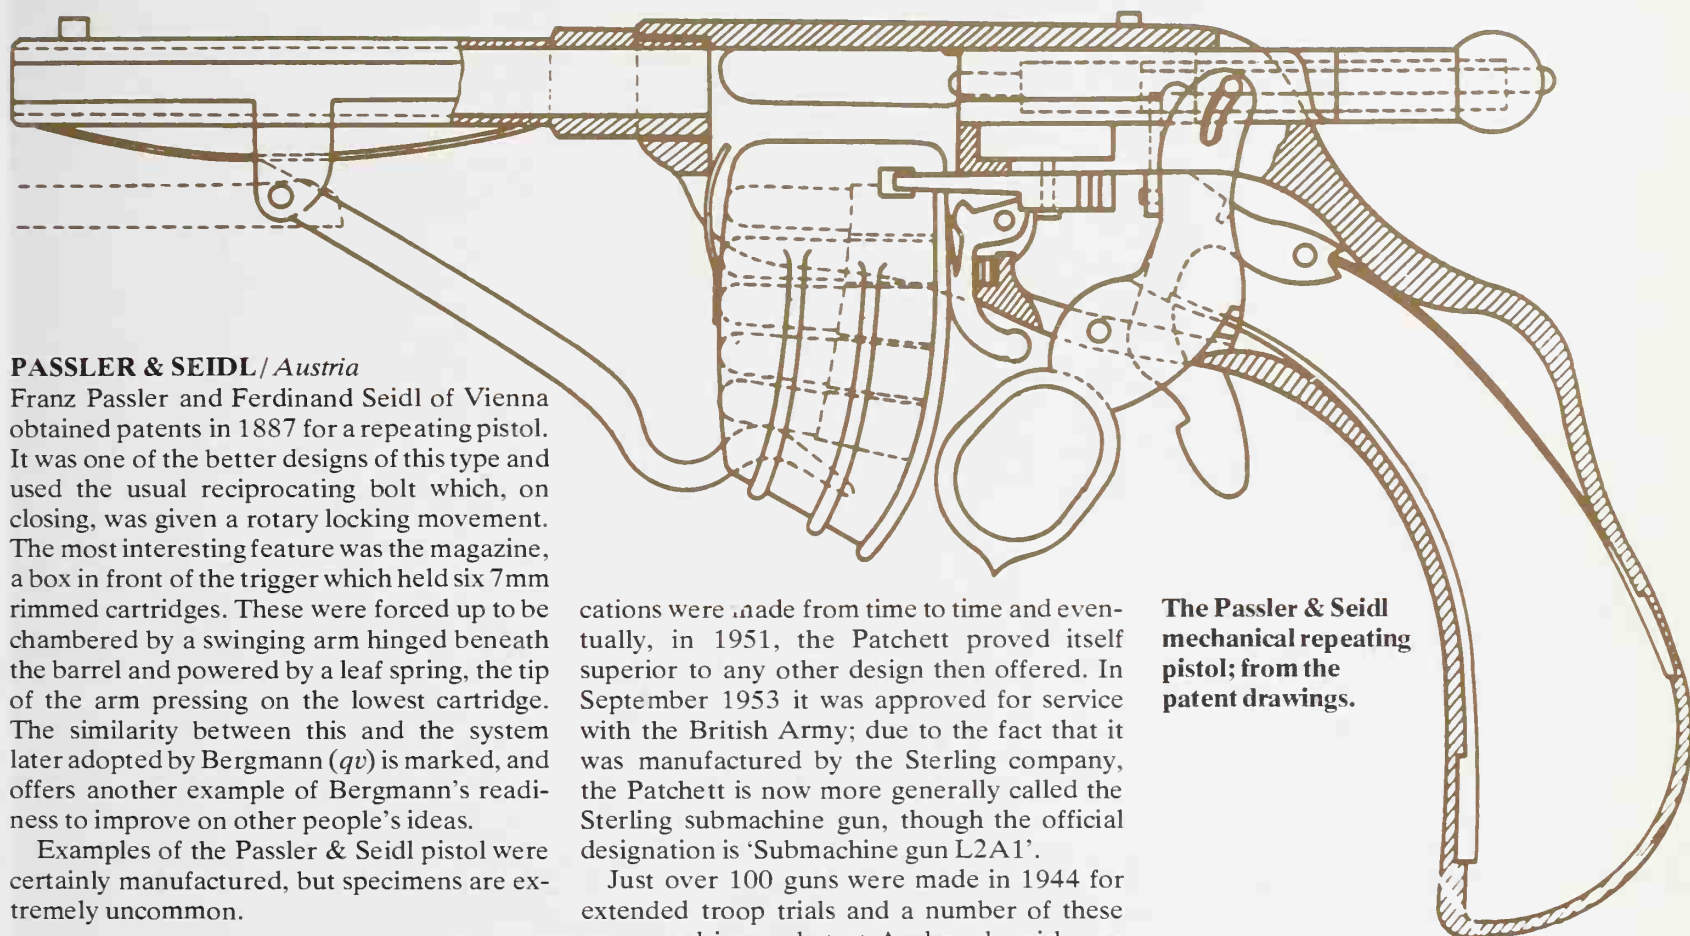 PASSLER & SEIDL / Austria
Franz Passler and Ferdinand Seidl of Vienna
obtained patents in 1887 for a repeating pistol.
It was one of the better designs of this type and
used the usual reciprocating bolt which, on
closing, was given a rotary locking movement.
The most interesting feature was the magazine,
a box in front of the trigger which held six 7mm
rimmed cartridges. These were forced up to be
chambered by a swinging arm hinged beneath
the barrel and powered by a leaf spring, the tip
of the arm pressing on the lowest cartridge.
The similarity between this and the system
later adopted by Bergmann (qv) is marked, and
offers another example of Bergmann's readi-
ness to improve on other people's ideas.
Examples of the Passler & Seidl pistol were
certainly manufactured, but specimens are ex-
tremely uncommon.
cations were made from time to time and even-
tually, in 1951, the Patchett proved itself
superior to any other design then offered. In
September 1953 it was approved for service
with the British Army; due to the fact that it
was manufactured by the Sterling company,
the Patchett is now more generally called the
Sterling submachine gun, though the official
designation is 'Submachine gun L2A1'.
Just over 100 guns were made in 1944 for
extended troop trials and a number of these
The Passler & Seidl
mechanical repeating
pistol; from the
patent drawings.